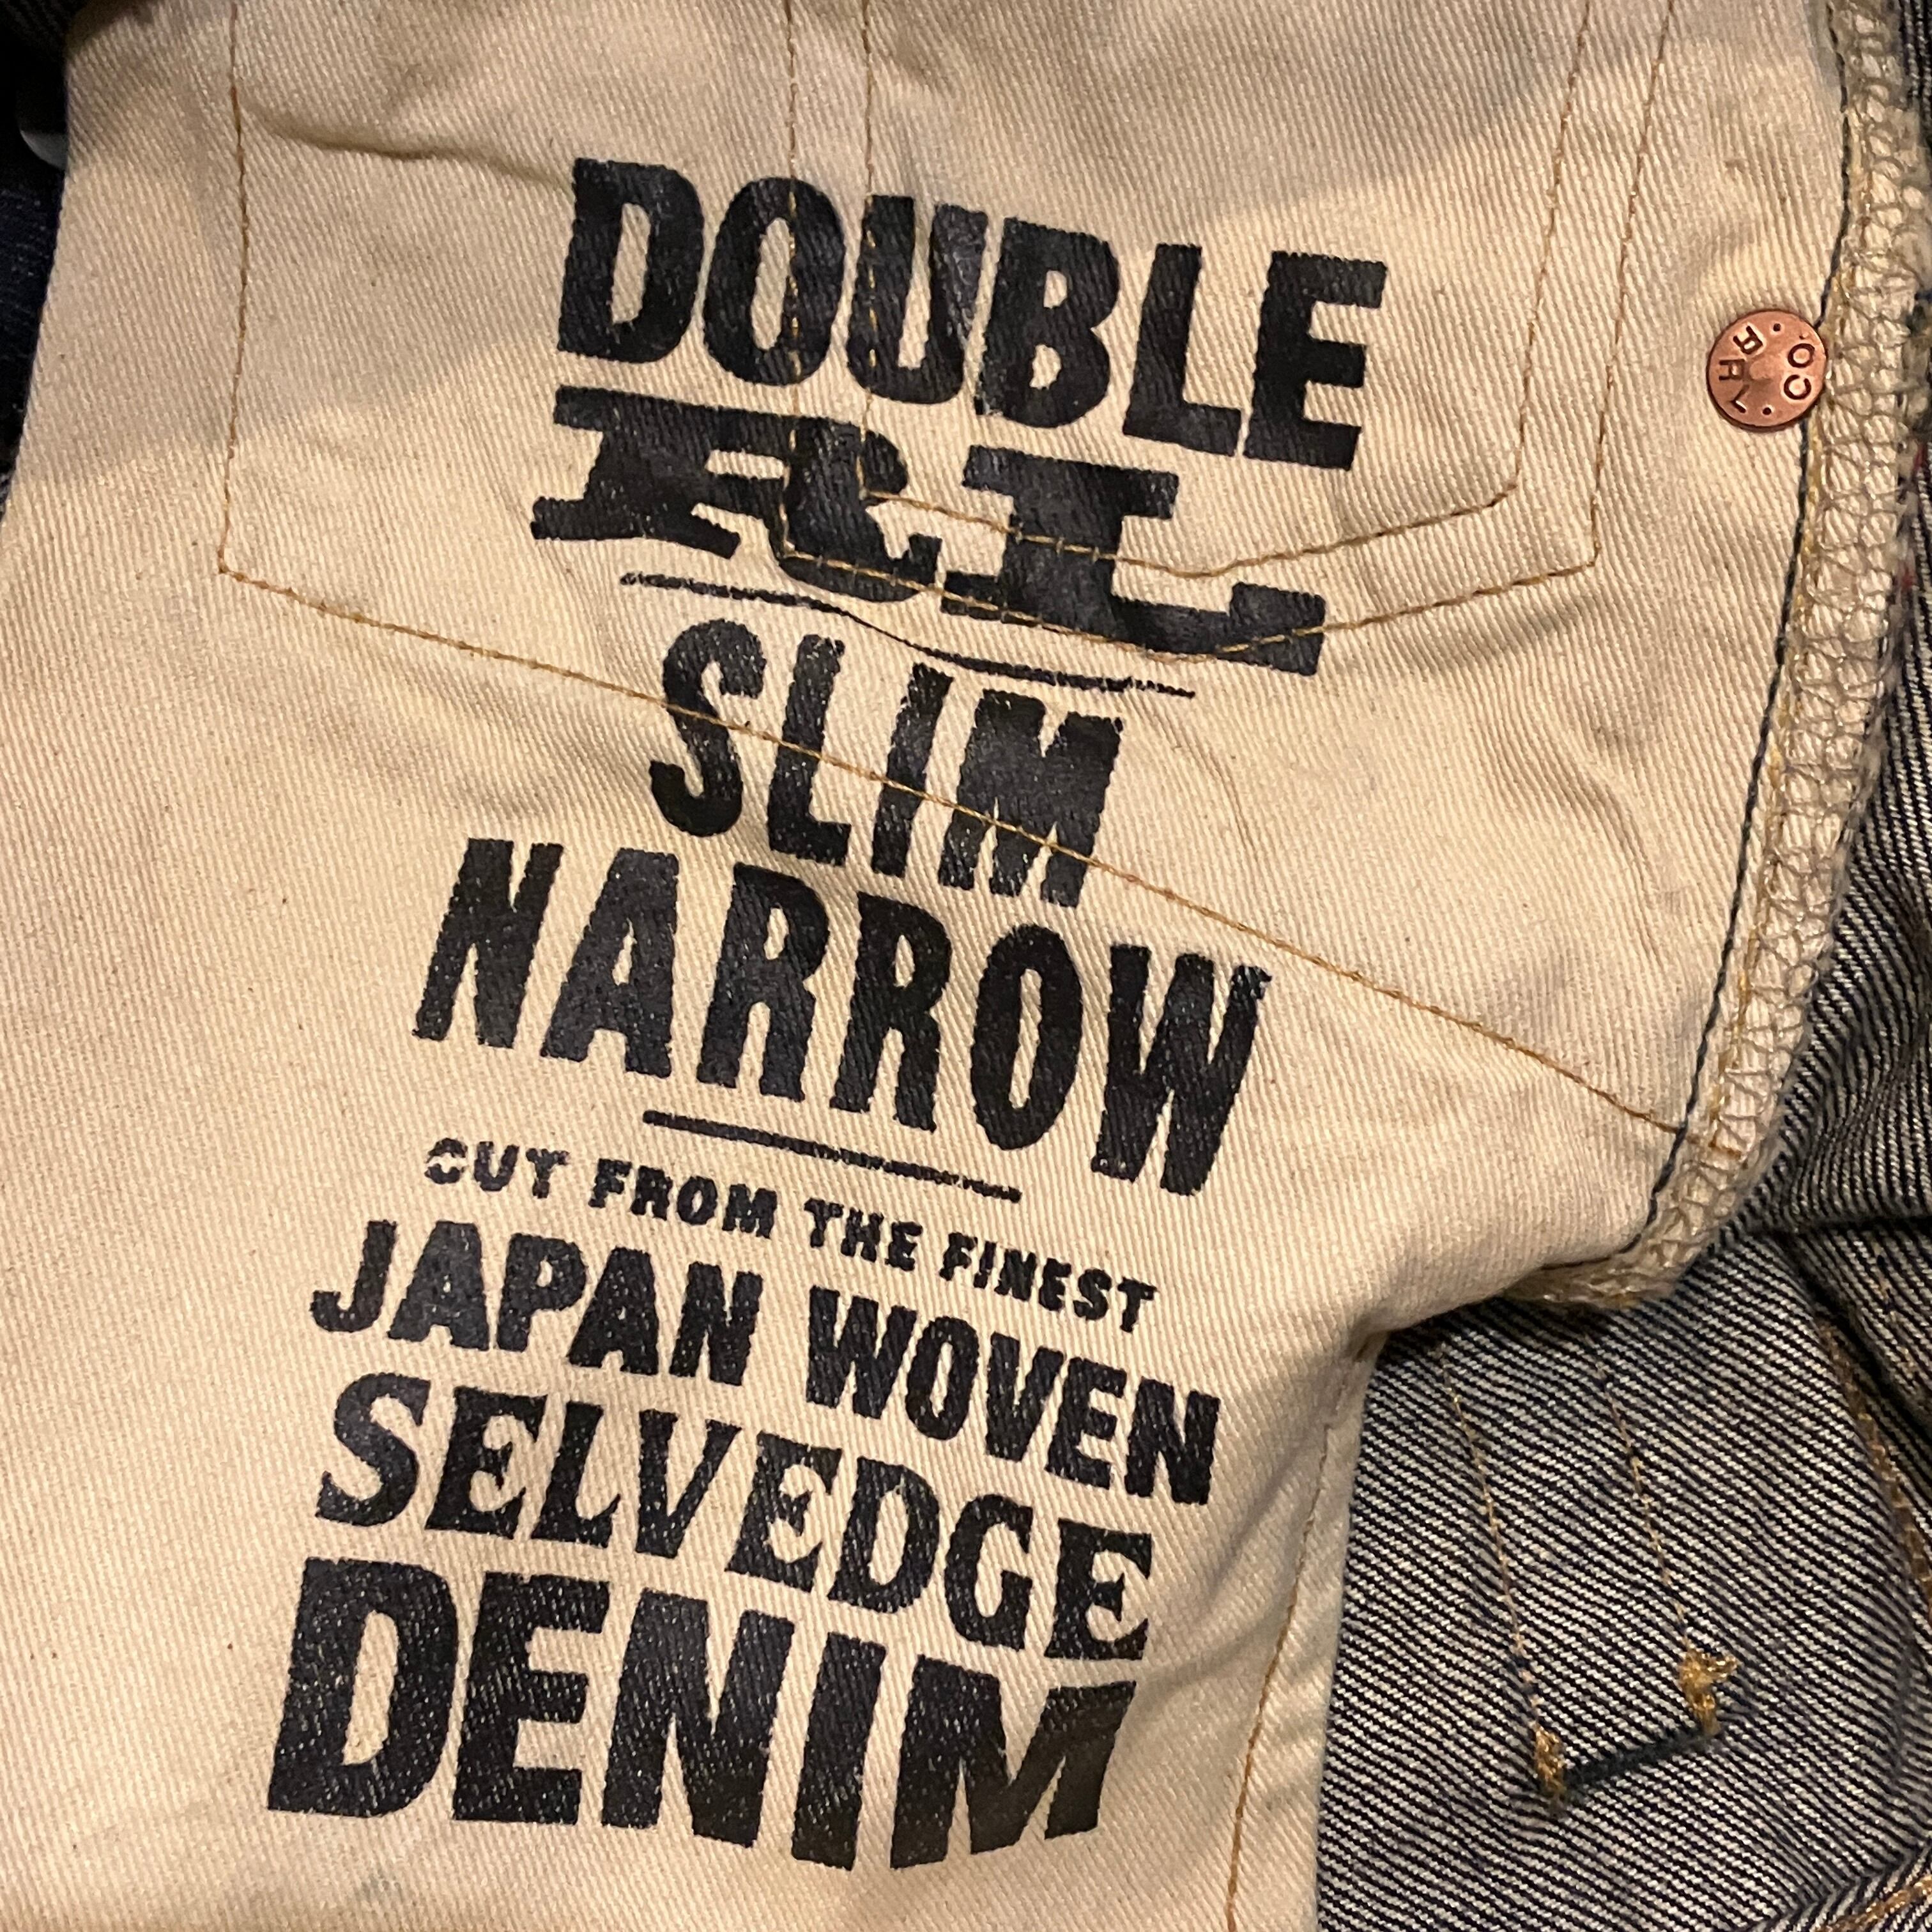 DOUBLE
RL
SLIM
NARROW
CUT FROM THE FINEST
JAPAN WOVEN
SELVEDGE
DENIM
RRL
CO